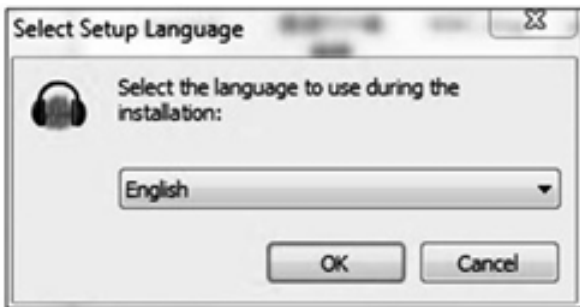 Select Setup Language
Select the language to use during the
installation:
English
OK
Cancel